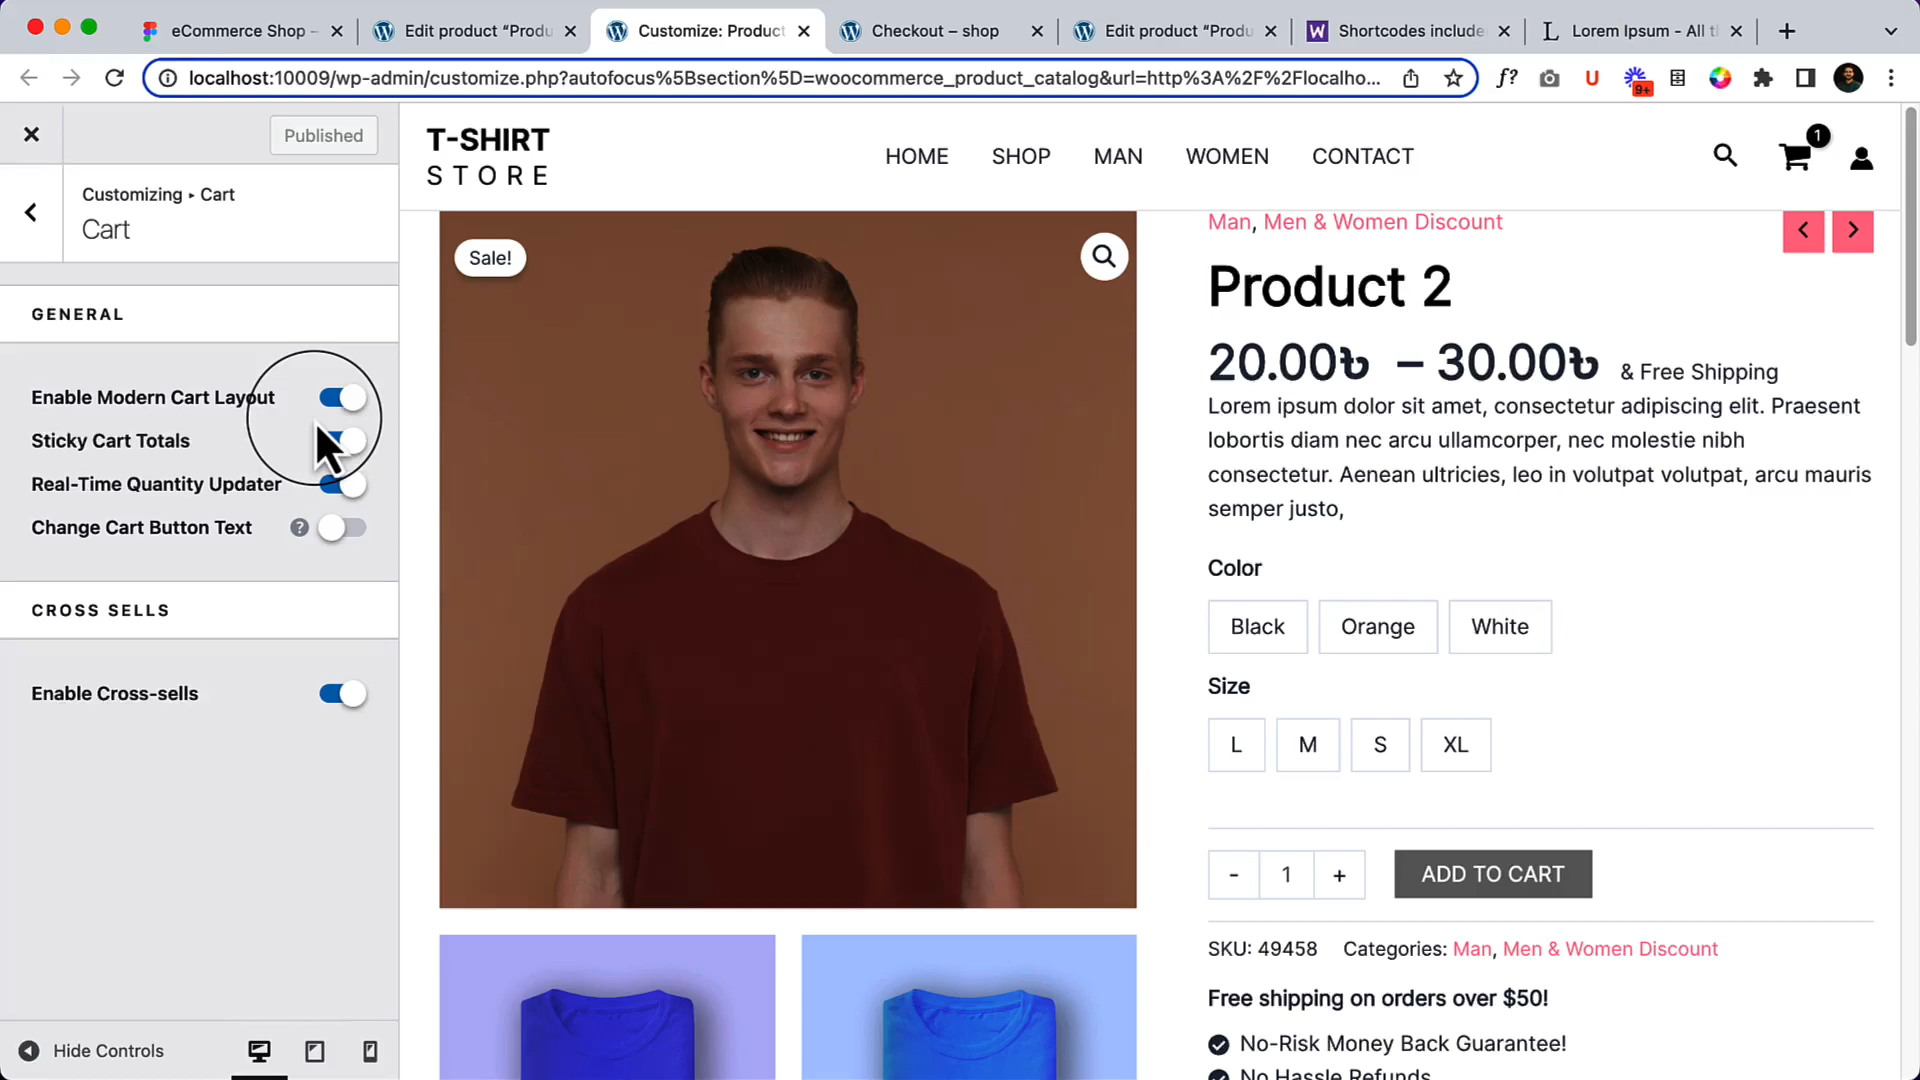 eCommerce Shop –
Edit product “Produ
Customize: Product
Checkout – shop
Edit product “Produ
Shortcodes include
Lorem Ipsum - All t
localhost:10009/wp-admin/customize.php?autofocus%5Bsection%5D=woocommerce_product_catalog&url=http%3A%2F%2Flocalho...
f?
U
9+
Published
Customizing ▸ Cart
Cart
GENERAL
Enable Modern Cart Layout
Sticky Cart Totals
Real-Time Quantity Updater
Change Cart Button Text
?
CROSS SELLS
Enable Cross-sells
Hide Controls
T-SHIRT
STORE
HOME
SHOP
MAN
WOMEN
CONTACT
1
Sale!
Man, Men & Women Discount
Product 2
20.00৳ – 30.00৳ & Free Shipping
Lorem ipsum dolor sit amet, consectetur adipiscing elit. Praesent
lobortis diam nec arcu ullamcorper, nec molestie nibh
consectetur. Aenean ultricies, leo in volutpat volutpat, arcu mauris
semper justo,
Color
Black
Orange
White
Size
L
M
S
XL
- 1 +
ADD TO CART
SKU: 49458 Categories: Man, Men & Women Discount
Free shipping on orders over $50!
No-Risk Money Back Guarantee!
No Hassle Refunds